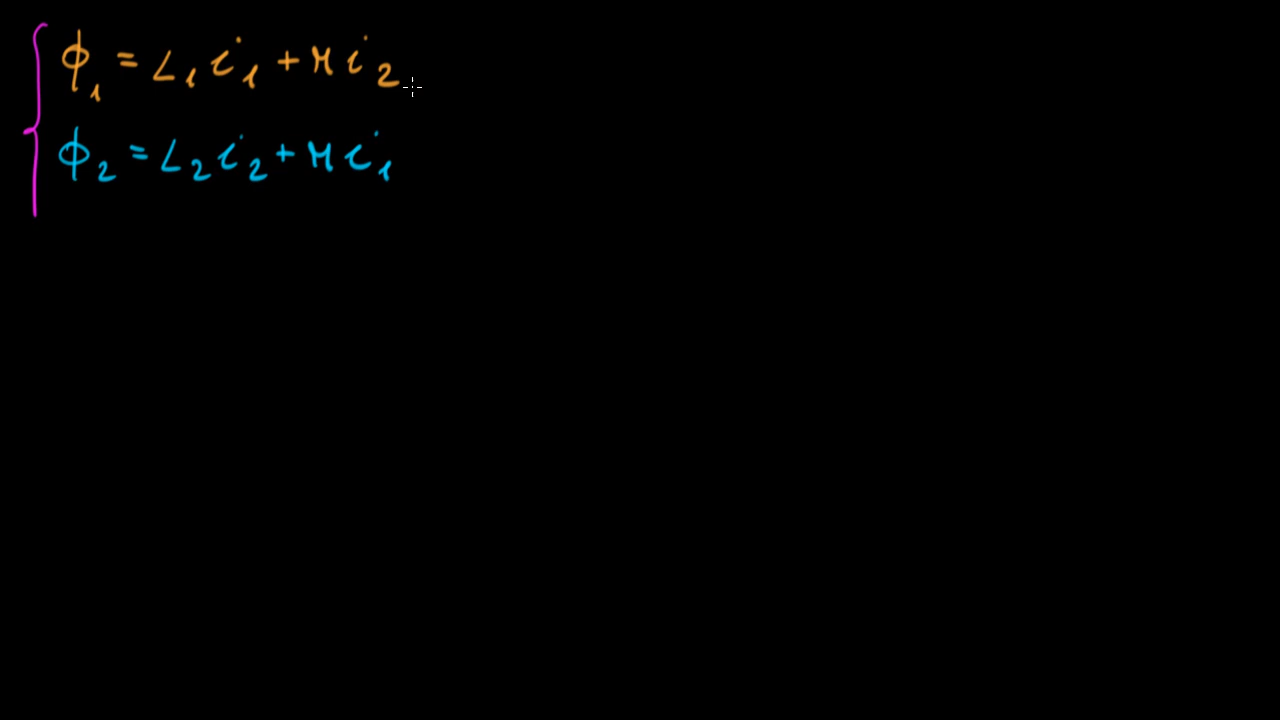 ϕ₁ = L₁ i₁ + M i₂
ϕ₂ = L₂ i₂ + M i₁